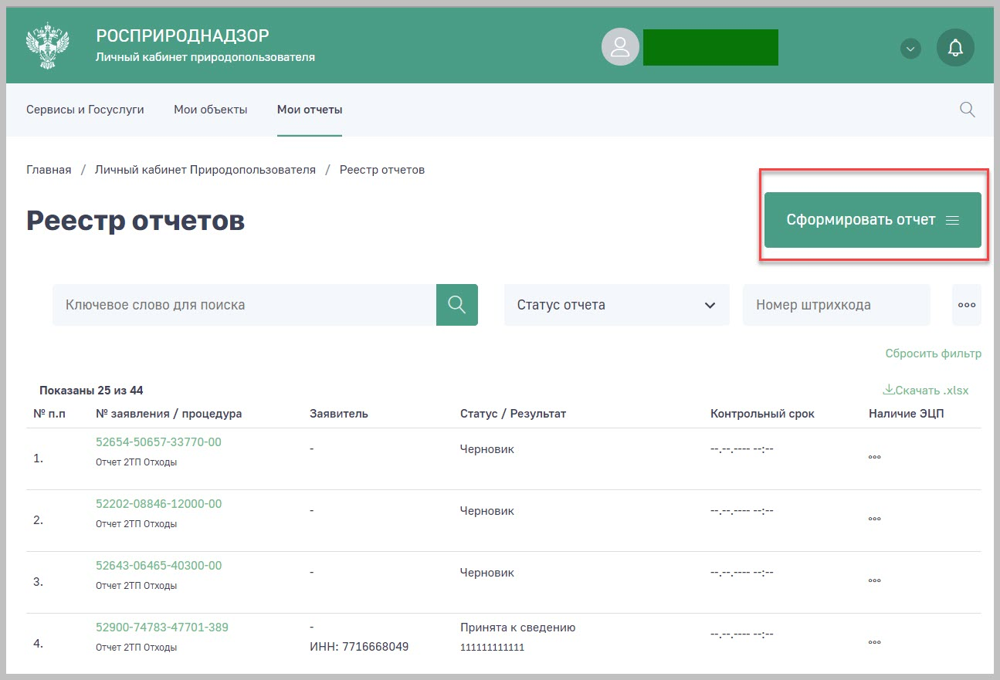 РОСПРИРОДНАДЗОР
Личный кабинет природопользователя
Сервисы и Госуслуги Мои объекты Мои отчеты
Главная / Личный кабинет Природопользователя / Реестр отчетов
Реестр отчетов
Сформировать отчет
Ключевое слово для поиска Статус отчета Номер штрихкода
Сбросить фильтр
Показаны 25 из 44 Скачать .xlsx
№ п.п № заявления / процедура Заявитель Статус / Результат Контрольный срок Наличие ЭЦП
52654-50657-33770-00
1. - Черновик --.--.---- --:--
Отчет 2ТП Отходы
52202-08846-12000-00
2. - Черновик --.--.---- --:--
Отчет 2ТП Отходы
52643-06465-40300-00
3. - Черновик --.--.---- --:--
Отчет 2ТП Отходы
52900-74783-47701-389 - Принята к сведению
4. --.--.---- --:--
Отчет 2ТП Отходы ИНН: 7716668049 111111111111